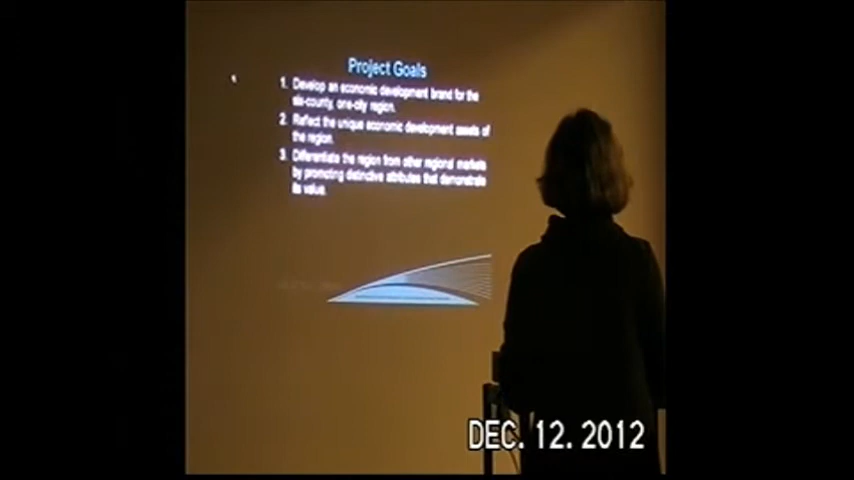 Project Goals
1. Develop an economic development brand for the
six-county, one-city region.
2. Reflect the unique economic development assets of
the region.
3. Differentiate the region from other regional markets
by promoting distinctive attributes that demonstrate
its value.
DEC. 12. 2012